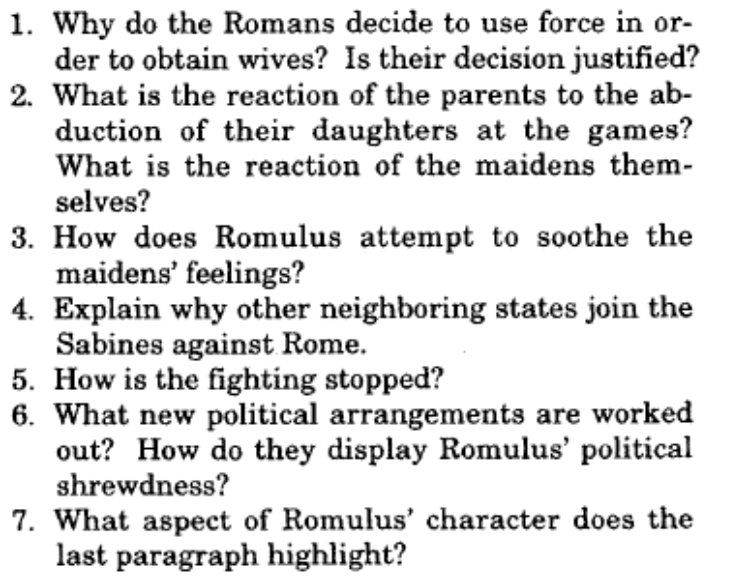 1. Why do the Romans decide to use force in or-
der to obtain wives? Is their decision justified?
2. What is the reaction of the parents to the ab-
duction of their daughters at the games?
What is the reaction of the maidens them-
selves?
3. How does Romulus attempt to soothe the
maidens' feelings?
4. Explain why other neighboring states join the
Sabines against Rome.
5. How is the fighting stopped?
6. What new political arrangements are worked
out? How do they display Romulus' political
shrewdness?
7. What aspect of Romulus' character does the
last paragraph highlight?